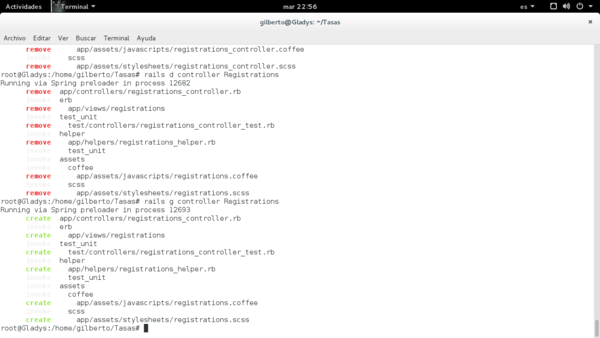 Actividades Terminal mar 22:56 es
gilberto@Gladys: ~/Tasas
Archivo Editar Ver Buscar Terminal Ayuda
remove app/assets/javascripts/registrations_controller.coffee
invoke scss
remove app/assets/stylesheets/registrations_controller.scss
root@Gladys:/home/gilberto/Tasas# rails d controller Registrations
Running via Spring preloader in process 12682
remove app/controllers/registrations_controller.rb
invoke erb
remove app/views/registrations
invoke test_unit
remove test/controllers/registrations_controller_test.rb
invoke helper
remove app/helpers/registrations_helper.rb
invoke test_unit
invoke assets
invoke coffee
remove app/assets/javascripts/registrations.coffee
invoke scss
remove app/assets/stylesheets/registrations.scss
root@Gladys:/home/gilberto/Tasas# rails g controller Registrations
Running via Spring preloader in process 12693
create app/controllers/registrations_controller.rb
invoke erb
create app/views/registrations
invoke test_unit
create test/controllers/registrations_controller_test.rb
invoke helper
create app/helpers/registrations_helper.rb
invoke test_unit
invoke assets
invoke coffee
create app/assets/javascripts/registrations.coffee
invoke scss
create app/assets/stylesheets/registrations.scss
root@Gladys:/home/gilberto/Tasas#